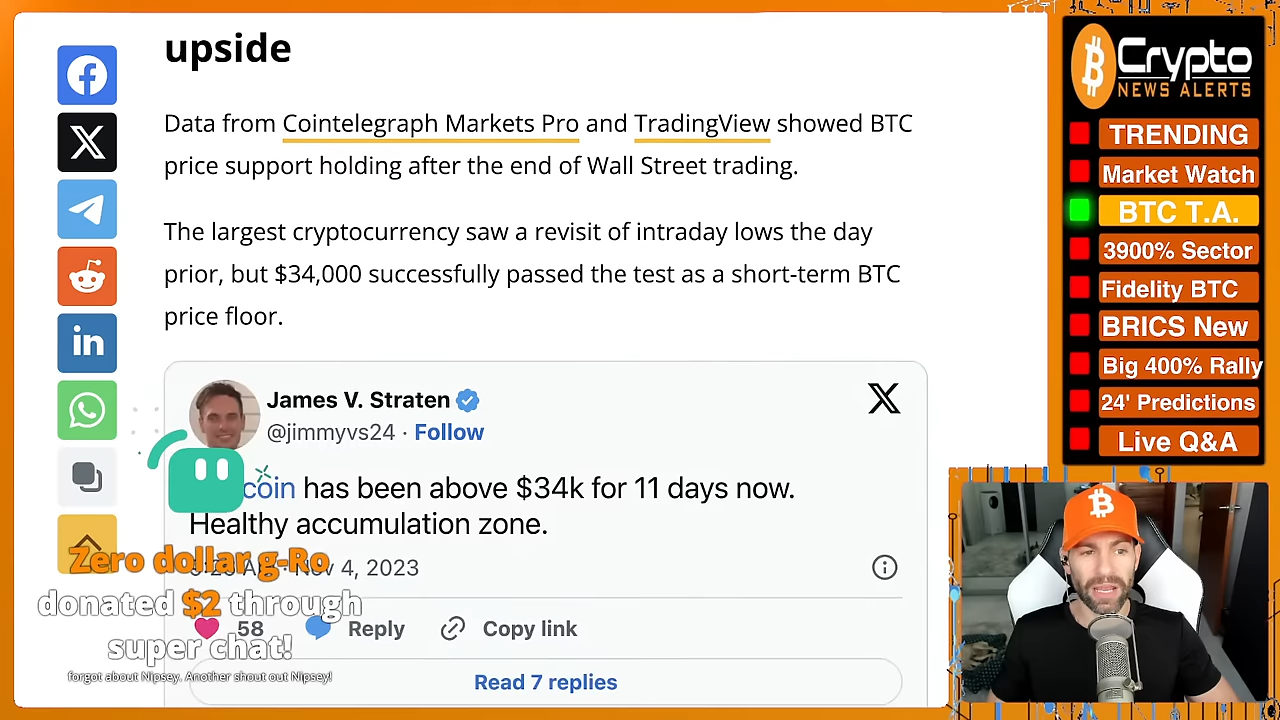 upside
Data from Cointelegraph Markets Pro and TradingView showed BTC
price support holding after the end of Wall Street trading.
The largest cryptocurrency saw a revisit of intraday lows the day
prior, but $34,000 successfully passed the test as a short-term BTC
price floor.
James V. Straten
@jimmyvs24 · Follow
coin has been above $34k for 11 days now.
Healthy accumulation zone.
Nov 4, 2023
58 Reply Copy link
Read 7 replies
Zero dollar g-Ro
donated $2 through
super chat!
forgot about Nipsey. Another shout out Nipsey!
Crypto
NEWS ALERTS
TRENDING
Market Watch
BTC T.A.
3900% Sector
Fidelity BTC
BRICS New
Big 400% Rally
24' Predictions
Live Q&A